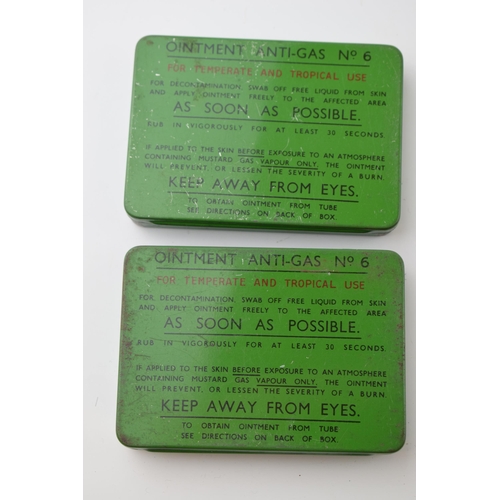 OINTMENT ANTI-GAS Nº 6
FOR TEMPERATE AND TROPICAL USE
FOR DECONTAMINATION, SWAB OFF FREE LIQUID FROM SKIN
AND APPLY OINTMENT FREELY TO THE AFFECTED AREA
AS SOON AS POSSIBLE.
RUB IN VIGOROUSLY FOR AT LEAST 30 SECONDS.
IF APPLIED TO THE SKIN BEFORE EXPOSURE TO AN ATMOSPHERE
CONTAINING MUSTARD GAS VAPOUR ONLY, THE OINTMENT
WILL PREVENT OR LESSEN THE SEVERITY OF A BURN.
KEEP AWAY FROM EYES.
TO OBTAIN OINTMENT FROM TUBE
SEE DIRECTIONS ON BACK OF BOX.
OINTMENT ANTI-GAS Nº 6
FOR TEMPERATE AND TROPICAL USE
FOR DECONTAMINATION, SWAB OFF FREE LIQUID FROM SKIN
AND APPLY OINTMENT FREELY TO THE AFFECTED AREA
AS SOON AS POSSIBLE.
RUB IN VIGOROUSLY FOR AT LEAST 30 SECONDS.
IF APPLIED TO THE SKIN BEFORE EXPOSURE TO AN ATMOSPHERE
CONTAINING MUSTARD GAS VAPOUR ONLY, THE OINTMENT
WILL PREVENT OR LESSEN THE SEVERITY OF A BURN.
KEEP AWAY FROM EYES.
TO OBTAIN OINTMENT FROM TUBE
SEE DIRECTIONS ON BACK OF BOX.